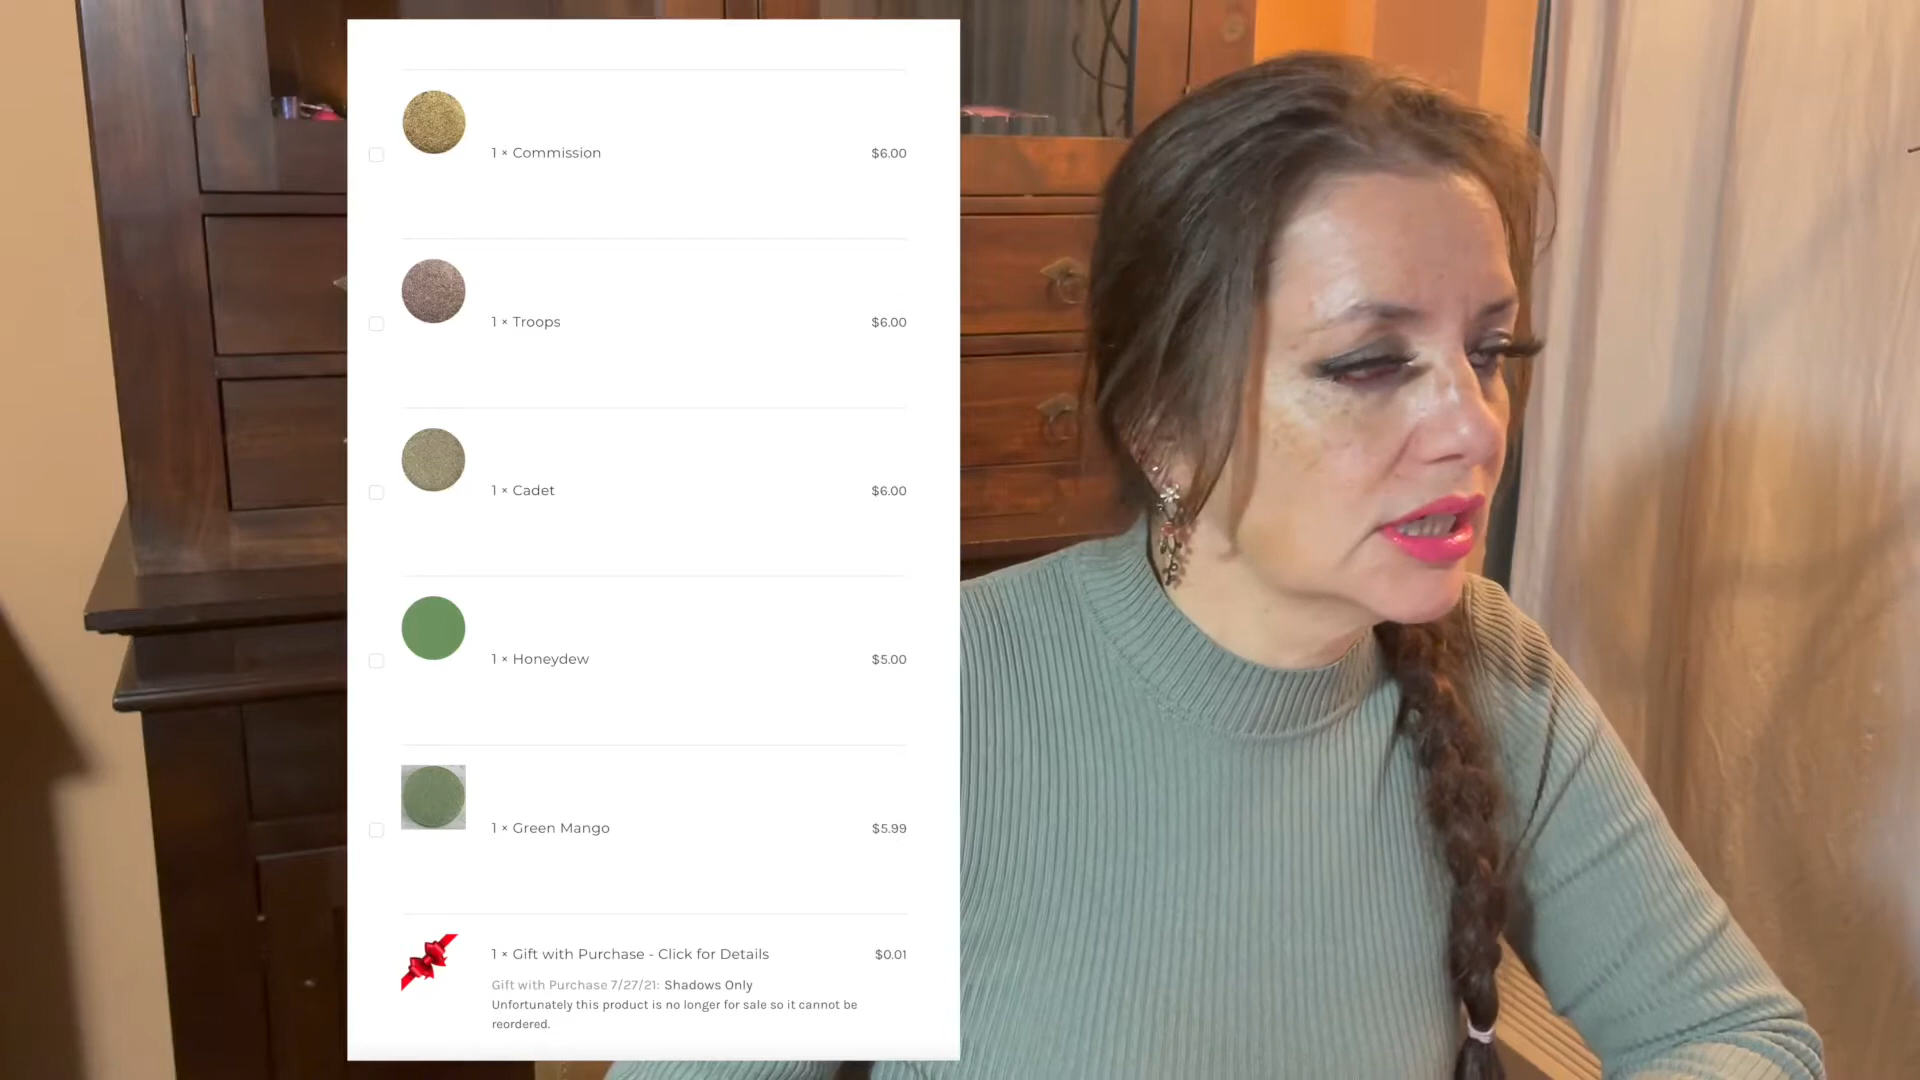 1 × Commission $6.00
1 × Troops $6.00
1 × Cadet $6.00
1 × Honeydew $5.00
1 × Green Mango $5.99
1 × Gift with Purchase - Click for Details $0.01
Gift with Purchase 7/27/21: Shadows Only
Unfortunately this product is no longer for sale so it cannot be
reordered.